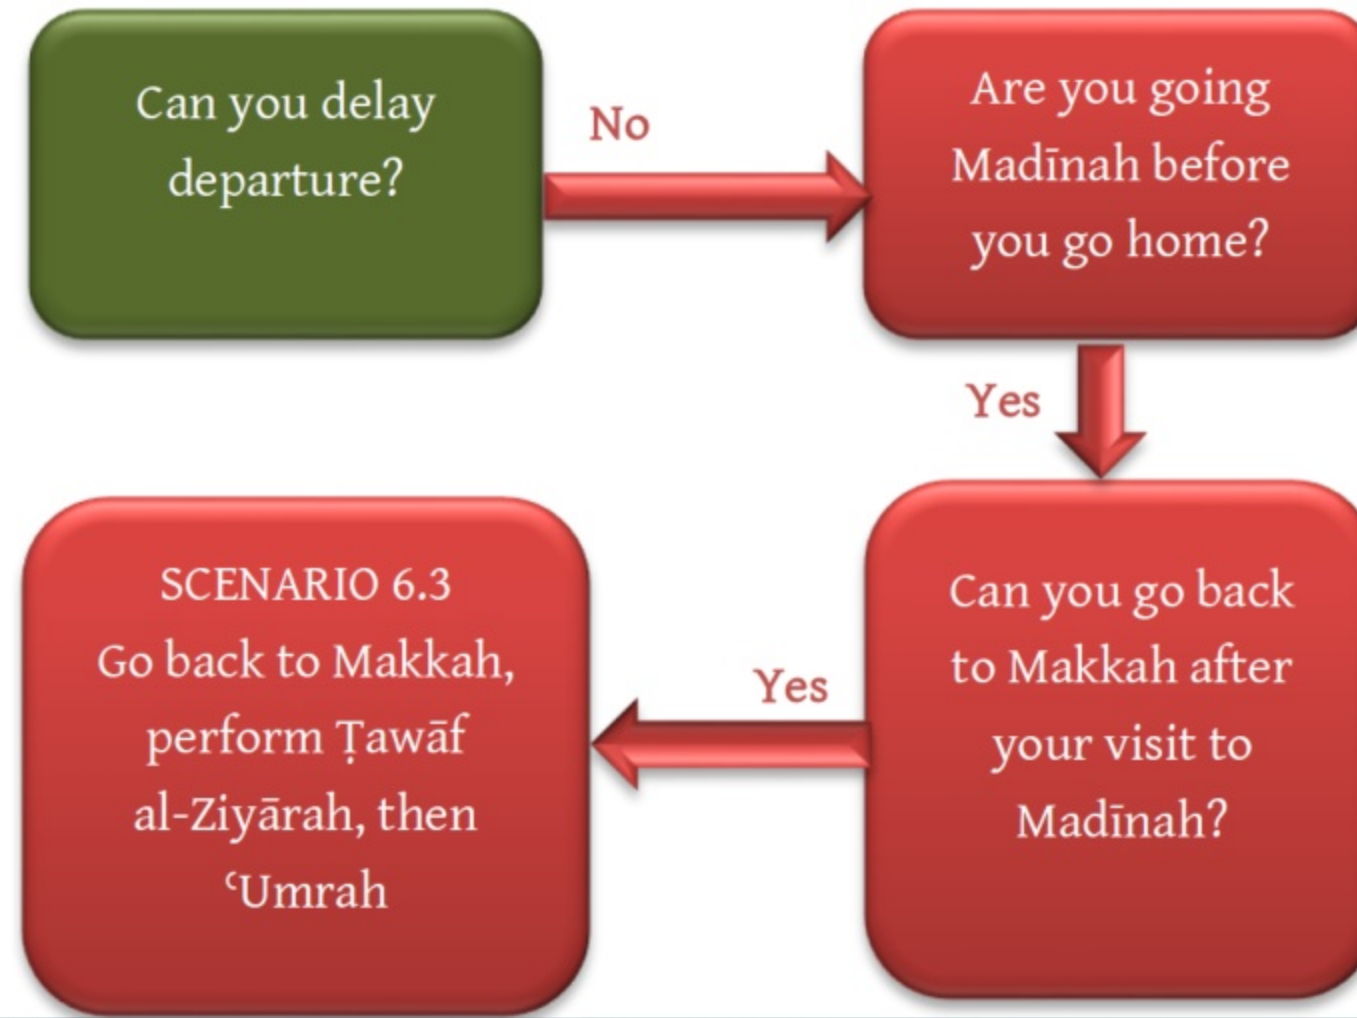 Can you delay
departure?
No
Are you going
Madīnah before
you go home?
Yes
Can you go back
to Makkah after
your visit to
Madīnah?
Yes
SCENARIO 6.3
Go back to Makkah,
perform Ṭawāf
al-Ziyārah, then
ʿUmrah